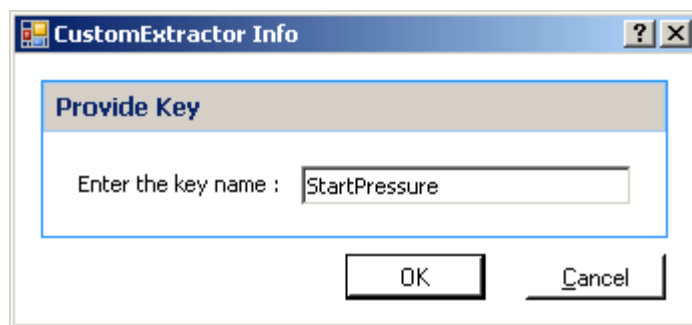 CustomExtractor Info
Provide Key
Enter the key name : StartPressure
OK Cancel